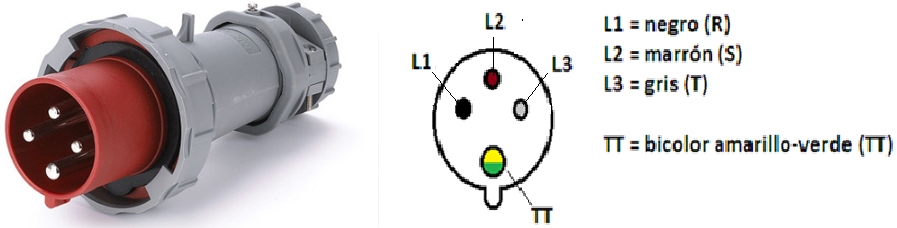 L2
L1
L3
TT
L1 = negro (R)
L2 = marrón (S)
L3 = gris (T)
TT = bicolor amarillo-verde (TT)